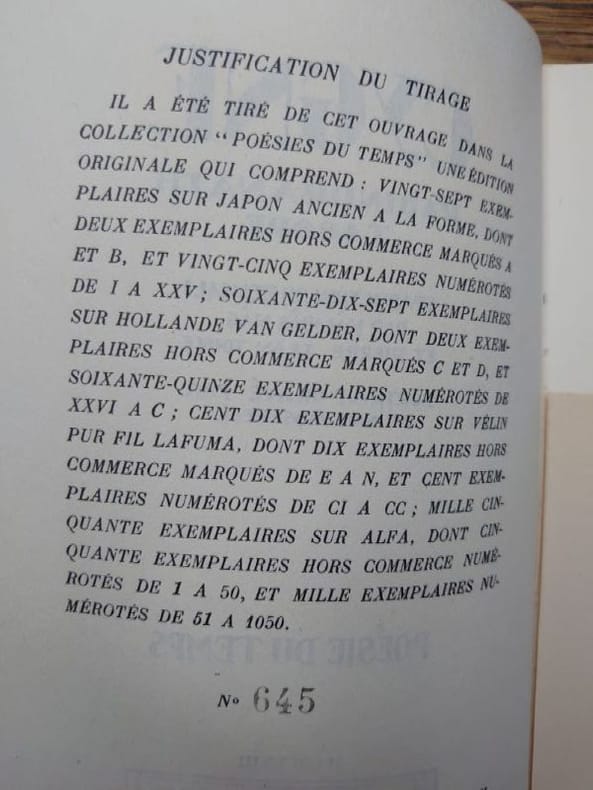 JUSTIFICATION DU TIRAGE
IL A ÉTÉ TIRÉ DE CET OUVRAGE DANS LA
COLLECTION "POÉSIES DU TEMPS" UNE ÉDITION
ORIGINALE QUI COMPREND : VINGT-SEPT EXEM-
PLAIRES SUR JAPON ANCIEN A LA FORME, DONT
DEUX EXEMPLAIRES HORS COMMERCE MARQUÉS A
ET B, ET VINGT-CINQ EXEMPLAIRES NUMÉROTÉS
DE I A XXV ; SOIXANTE-DIX-SEPT EXEMPLAIRES
SUR HOLLANDE VAN GELDER, DONT DEUX EXEM-
PLAIRES HORS COMMERCE MARQUÉS C ET D, ET
SOIXANTE-QUINZE EXEMPLAIRES NUMÉROTÉS DE
XXVI A C ; CENT DIX EXEMPLAIRES SUR VÉLIN
PUR FIL LAFUMA, DONT DIX EXEMPLAIRES HORS
COMMERCE MARQUÉS DE E A N, ET CENT EXEM-
PLAIRES NUMÉROTÉS DE CI A CC ; MILLE CIN-
QUANTE EXEMPLAIRES SUR ALFA, DONT CIN-
QUANTE EXEMPLAIRES HORS COMMERCE NUMÉ-
ROTÉS DE 1 A 50, ET MILLE EXEMPLAIRES NU-
MÉROTÉS DE 51 A 1050.
POÉSIE DU TEMPS
Nº 645